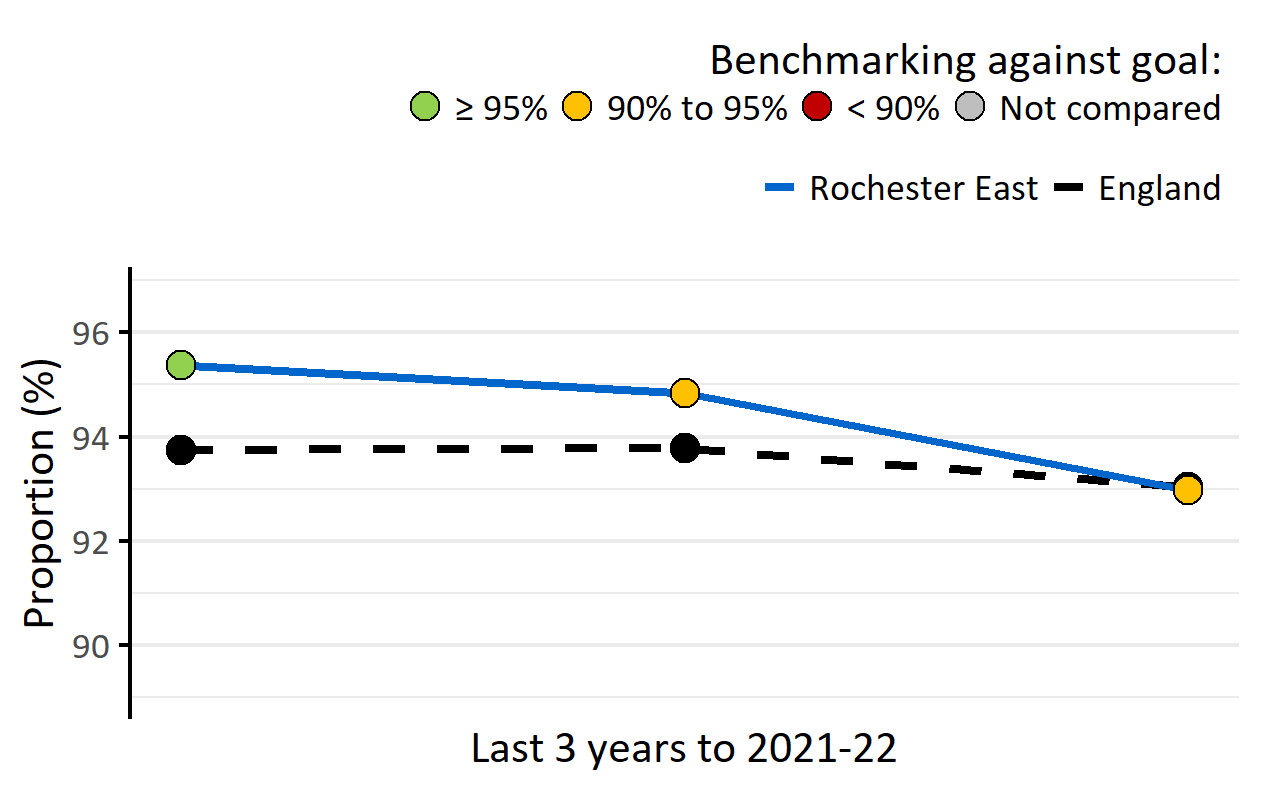 Benchmarking against goal:
≥ 95% 90% to 95% < 90% Not compared
Rochester East England
96
94
92
90
Proportion (%)
Last 3 years to 2021-22